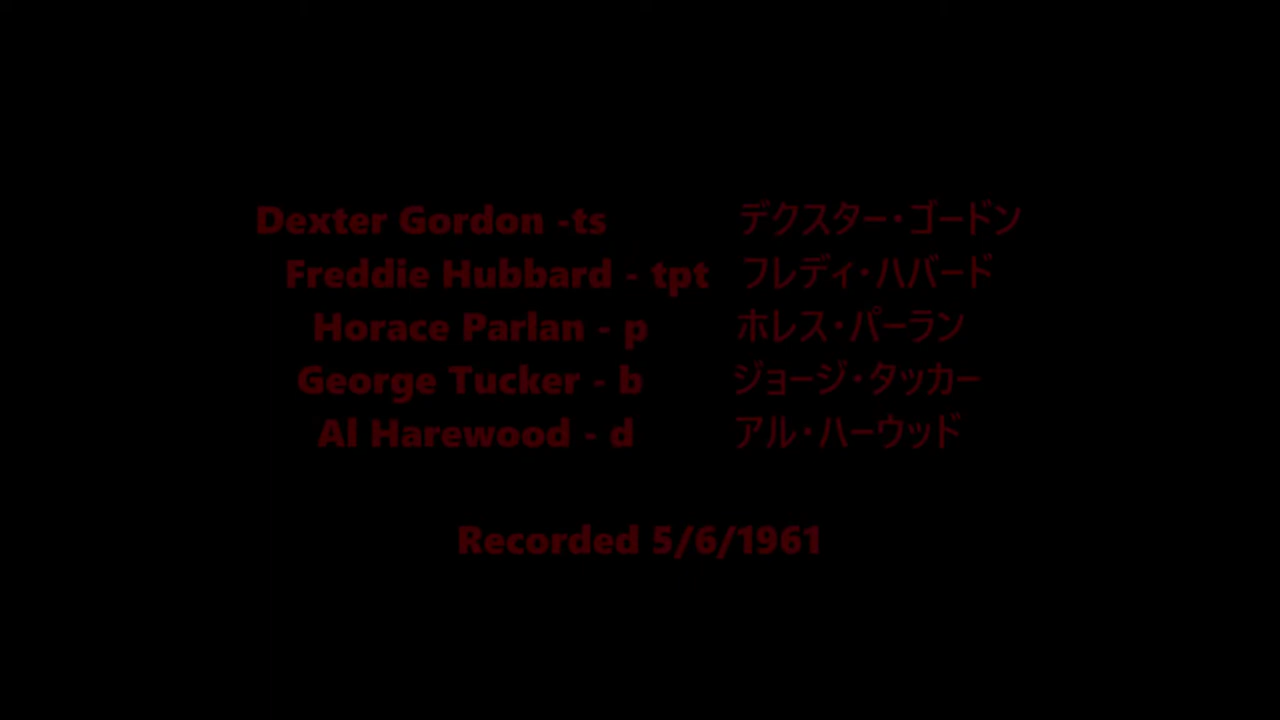 Dexter Gordon -ts デクスター・ゴードン
Freddie Hubbard - tpt フレディ・ハバード
Horace Parlan - p ホレス・パーラン
George Tucker - b ジョージ・タッカー
Al Harewood - d アル・ハーウッド
Recorded 5/6/1961